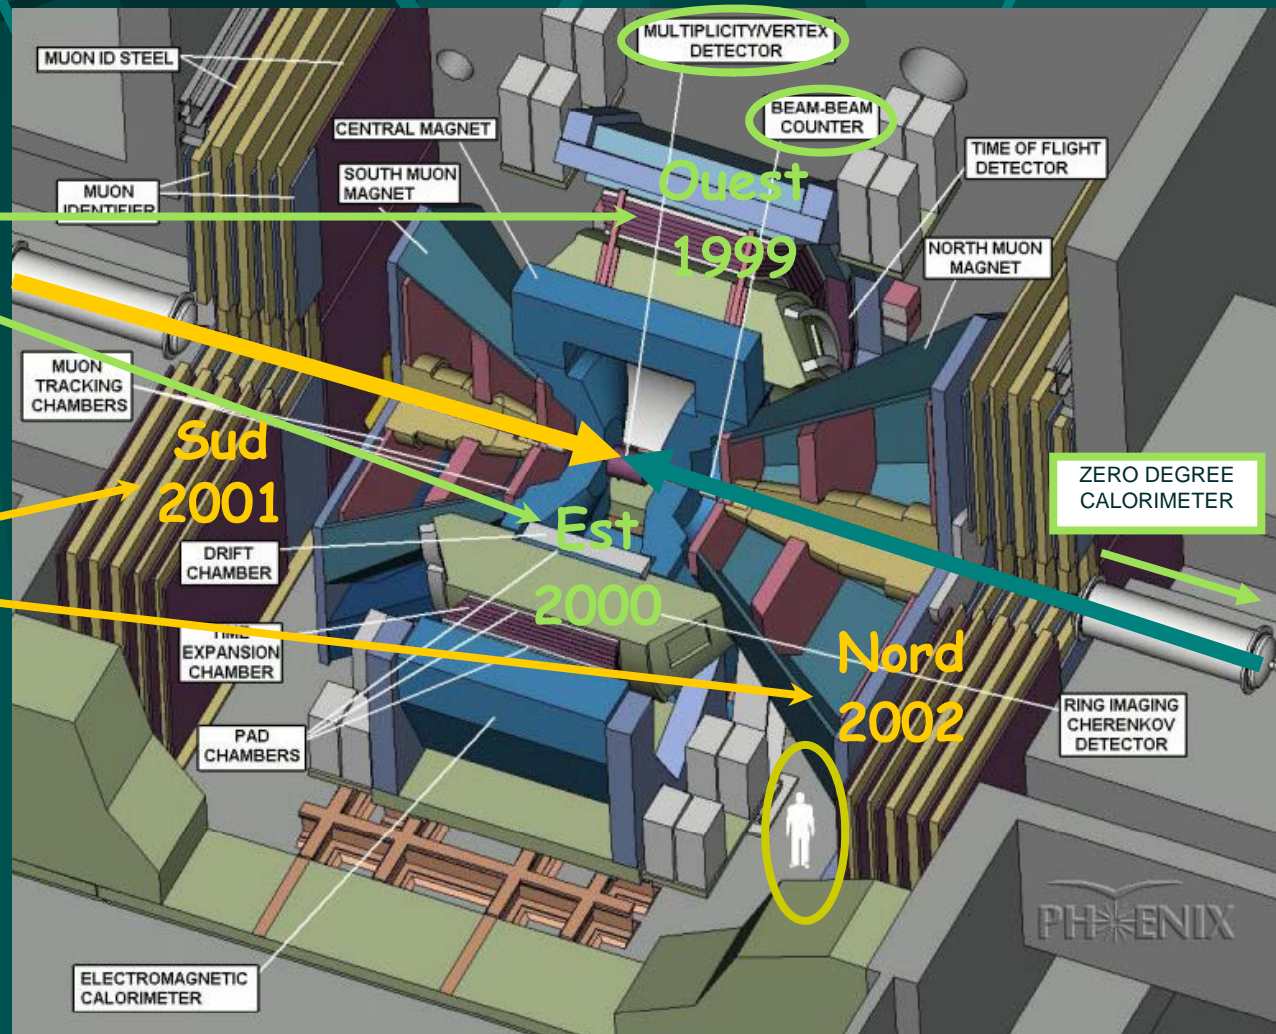 MULTIPLICITY/VERTEX
DETECTOR
MUON ID STEEL
BEAM-BEAM
COUNTER
CENTRAL MAGNET
TIME OF FLIGHT
DETECTOR
SOUTH MUON
MAGNET
Ouest
1999
MUON
IDENTIFIER
NORTH MUON
MAGNET
MUON
TRACKING
CHAMBERS
Sud
2001
ZERO DEGREE
CALORIMETER
Est
2000
DRIFT
CHAMBER
TIME
EXPANSION
CHAMBER
Nord
2002
RING IMAGING
CHERENKOV
DETECTOR
PAD
CHAMBERS
PHENIX
ELECTROMAGNETIC
CALORIMETER